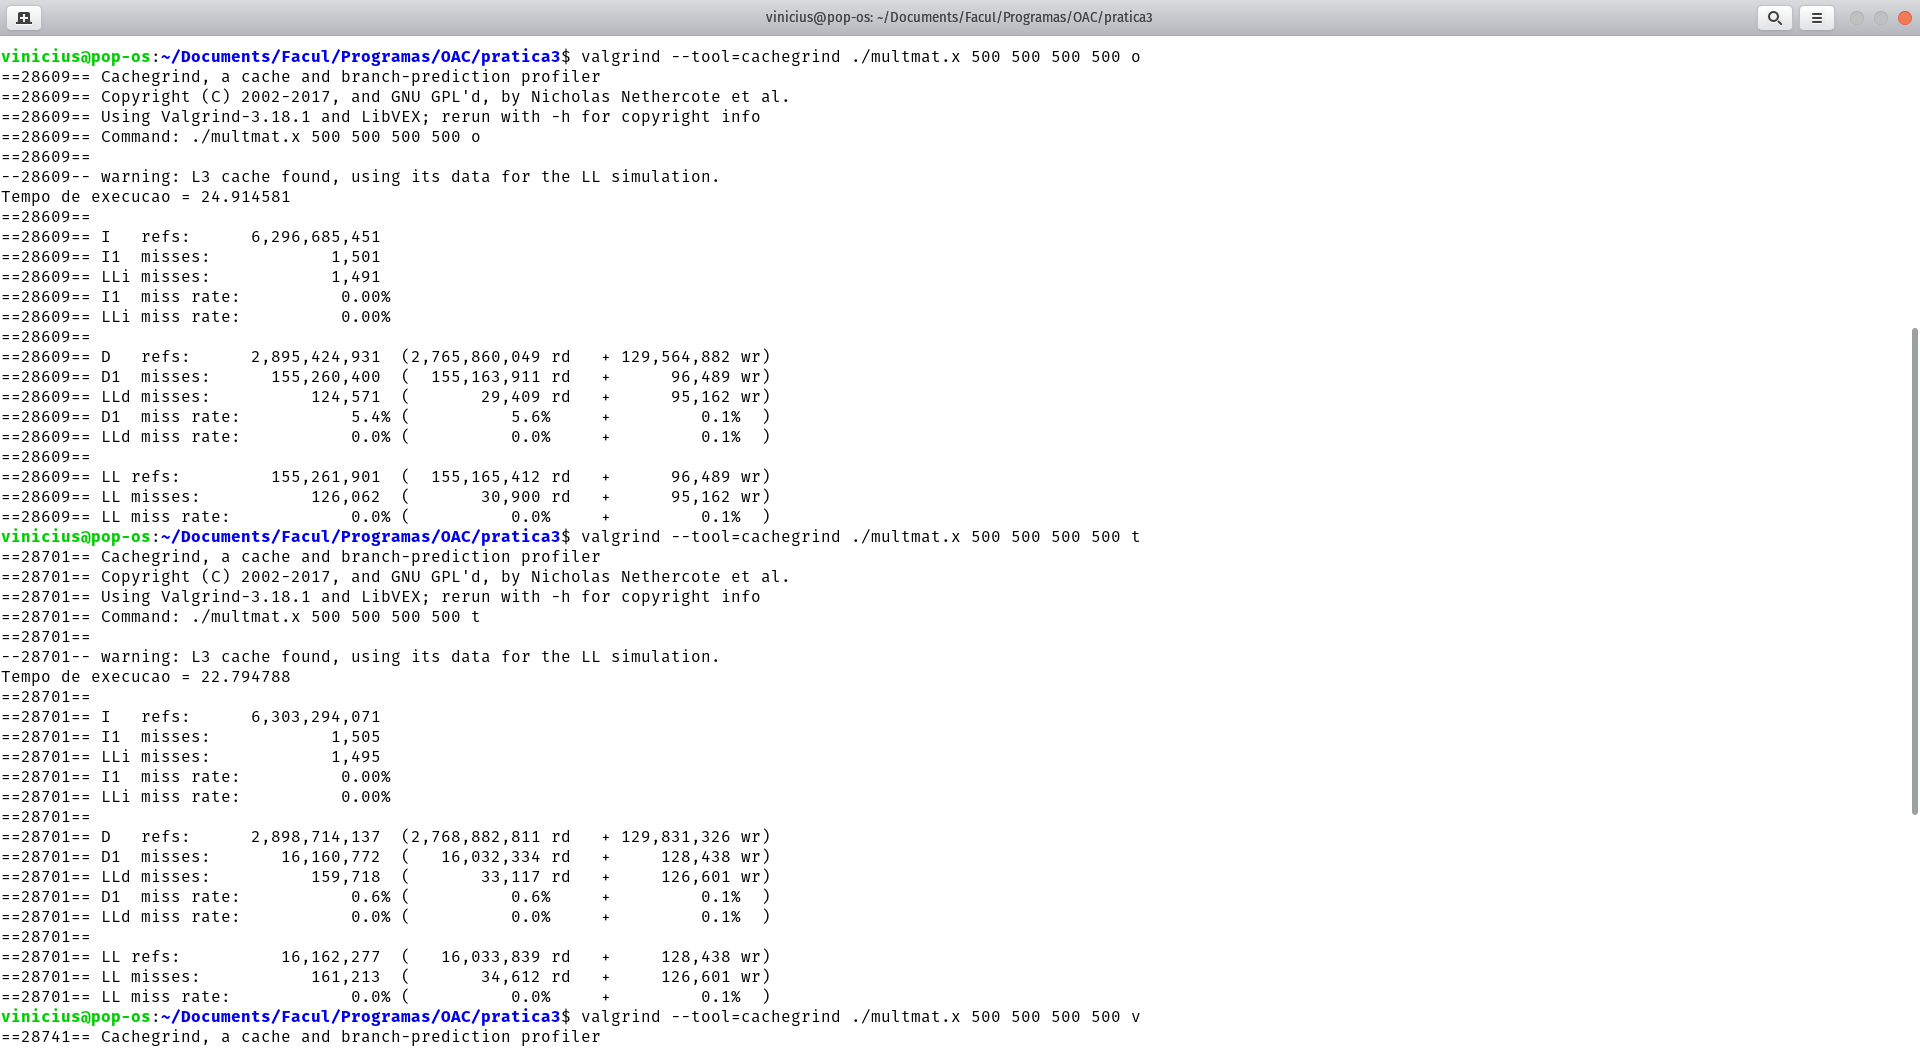 vinicius@pop-os: ~/Documents/Facul/Programas/OAC/pratica3
vinicius@pop-os:~/Documents/Facul/Programas/OAC/pratica3$ valgrind --tool=cachegrind ./multmat.x 500 500 500 500 o
==28609== Cachegrind, a cache and branch-prediction profiler
==28609== Copyright (C) 2002-2017, and GNU GPL'd, by Nicholas Nethercote et al.
==28609== Using Valgrind-3.18.1 and LibVEX; rerun with -h for copyright info
==28609== Command: ./multmat.x 500 500 500 500 o
==28609==
--28609-- warning: L3 cache found, using its data for the LL simulation.
Tempo de execucao = 24.914581
==28609==
==28609== I   refs:      6,296,685,451
==28609== I1  misses:            1,501
==28609== LLi misses:            1,491
==28609== I1  miss rate:          0.00%
==28609== LLi miss rate:          0.00%
==28609==
==28609== D   refs:      2,895,424,931  (2,765,860,049 rd   + 129,564,882 wr)
==28609== D1  misses:      155,260,400  (  155,163,911 rd   +      96,489 wr)
==28609== LLd misses:          124,571  (       29,409 rd   +      95,162 wr)
==28609== D1  miss rate:           5.4% (          5.6%     +         0.1%  )
==28609== LLd miss rate:           0.0% (          0.0%     +         0.1%  )
==28609==
==28609== LL refs:         155,261,901  (  155,165,412 rd   +      96,489 wr)
==28609== LL misses:           126,062  (       30,900 rd   +      95,162 wr)
==28609== LL miss rate:            0.0% (          0.0%     +         0.1%  )
vinicius@pop-os:~/Documents/Facul/Programas/OAC/pratica3$ valgrind --tool=cachegrind ./multmat.x 500 500 500 500 t
==28701== Cachegrind, a cache and branch-prediction profiler
==28701== Copyright (C) 2002-2017, and GNU GPL'd, by Nicholas Nethercote et al.
==28701== Using Valgrind-3.18.1 and LibVEX; rerun with -h for copyright info
==28701== Command: ./multmat.x 500 500 500 500 t
==28701==
--28701-- warning: L3 cache found, using its data for the LL simulation.
Tempo de execucao = 22.794788
==28701==
==28701== I   refs:      6,303,294,071
==28701== I1  misses:            1,505
==28701== LLi misses:            1,495
==28701== I1  miss rate:          0.00%
==28701== LLi miss rate:          0.00%
==28701==
==28701== D   refs:      2,898,714,137  (2,768,882,811 rd   + 129,831,326 wr)
==28701== D1  misses:       16,160,772  (   16,032,334 rd   +     128,438 wr)
==28701== LLd misses:          159,718  (       33,117 rd   +     126,601 wr)
==28701== D1  miss rate:           0.6% (          0.6%     +         0.1%  )
==28701== LLd miss rate:           0.0% (          0.0%     +         0.1%  )
==28701==
==28701== LL refs:          16,162,277  (   16,033,839 rd   +     128,438 wr)
==28701== LL misses:           161,213  (       34,612 rd   +     126,601 wr)
==28701== LL miss rate:            0.0% (          0.0%     +         0.1%  )
vinicius@pop-os:~/Documents/Facul/Programas/OAC/pratica3$ valgrind --tool=cachegrind ./multmat.x 500 500 500 500 v
==28741== Cachegrind, a cache and branch-prediction profiler